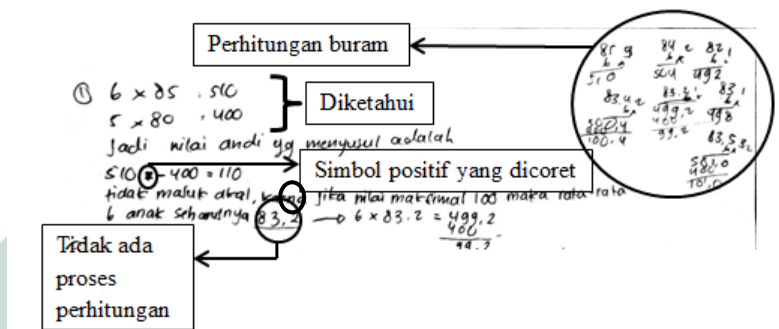 Perhitungan buram
① 6 × 85 . 510
5 × 80 . 400
Diketahui
Jadi nilai andi yg menyusul adalah
510 - 400 = 110
Simbol positif yang dicoret
tidak masuk akal, jika nilai maksimal 100 maka rata-rata
6 anak seharusnya 83,2 → 6 × 83.2 = 499,2
400
99.2
Tidak ada
proses
perhitungan
85
6 ×
510
84
6 ×
504
82
6 ×
492
83,4
6 ×
500,4
100,4
83.2
6 ×
499,2
400
99,2
83
6 ×
498
83,5
6 ×
501,0
400
101,0